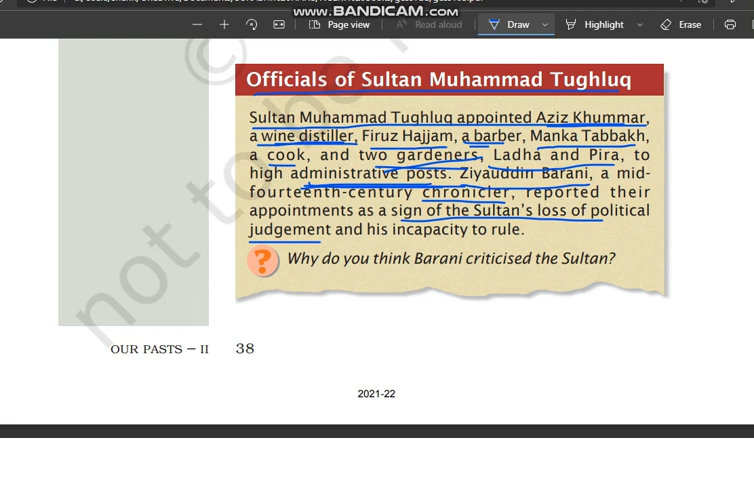 www.BANDICAM.com
Page view
Read aloud
Draw
Highlight
Erase
Officials of Sultan Muhammad Tughluq
Sultan Muhammad Tughluq appointed Aziz Khummar,
a wine distiller, Firuz Hajjam, a barber, Manka Tabbakh,
a cook, and two gardeners, Ladha and Pira, to
high administrative posts. Ziyauddin Barani, a mid-
fourteenth-century chronicler, reported their
appointments as a sign of the Sultan's loss of political
judgement and his incapacity to rule.
? Why do you think Barani criticised the Sultan?
©
not to be
OUR PASTS – II 38
2021-22